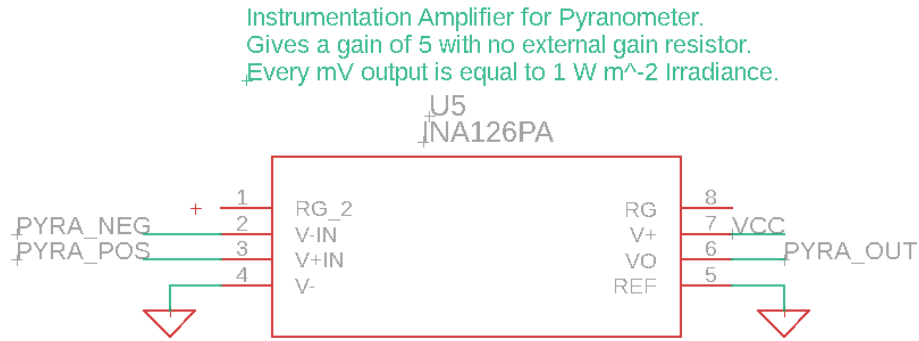 Instrumentation Amplifier for Pyranometer.
Gives a gain of 5 with no external gain resistor.
Every mV output is equal to 1 W m^-2 Irradiance.
U5
INA126PA
1 RG_2 RG 8
PYRA_NEG 2 V-IN V+ 7 VCC
PYRA_POS 3 V+IN VO 6 PYRA_OUT
4 V- REF 5